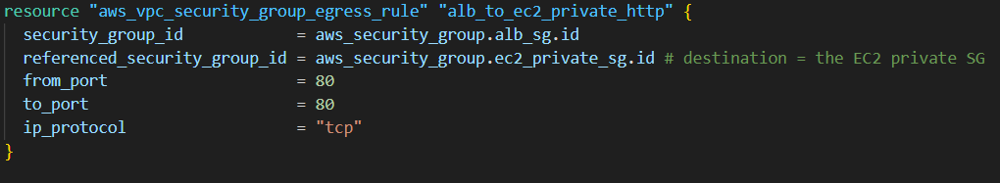 resource "aws_vpc_security_group_egress_rule" "alb_to_ec2_private_http" {
  security_group_id            = aws_security_group.alb_sg.id
  referenced_security_group_id = aws_security_group.ec2_private_sg.id # destination = the EC2 private SG
  from_port                    = 80
  to_port                      = 80
  ip_protocol                  = "tcp"
}